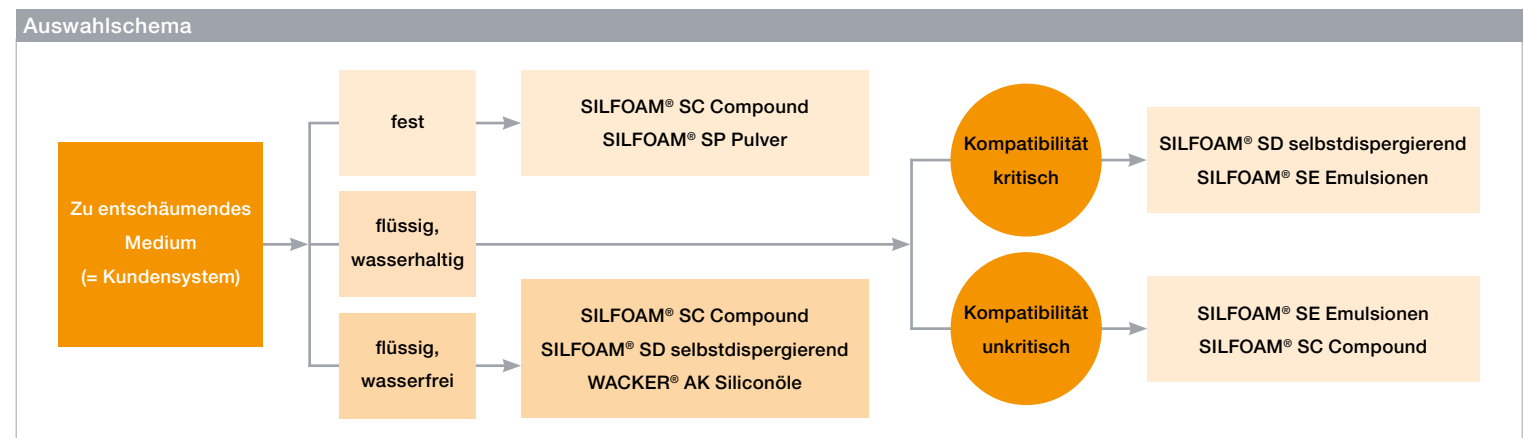 Auswahlschema
Zu entschäumendes
Medium
(= Kundensystem)
fest
SILFOAM® SC Compound
SILFOAM® SP Pulver
flüssig,
wasserhaltig
flüssig,
wasserfrei
SILFOAM® SC Compound
SILFOAM® SD selbstdispergierend
WACKER® AK Siliconöle
Kompatibilität
kritisch
SILFOAM® SD selbstdispergierend
SILFOAM® SE Emulsionen
Kompatibilität
unkritisch
SILFOAM® SE Emulsionen
SILFOAM® SC Compound